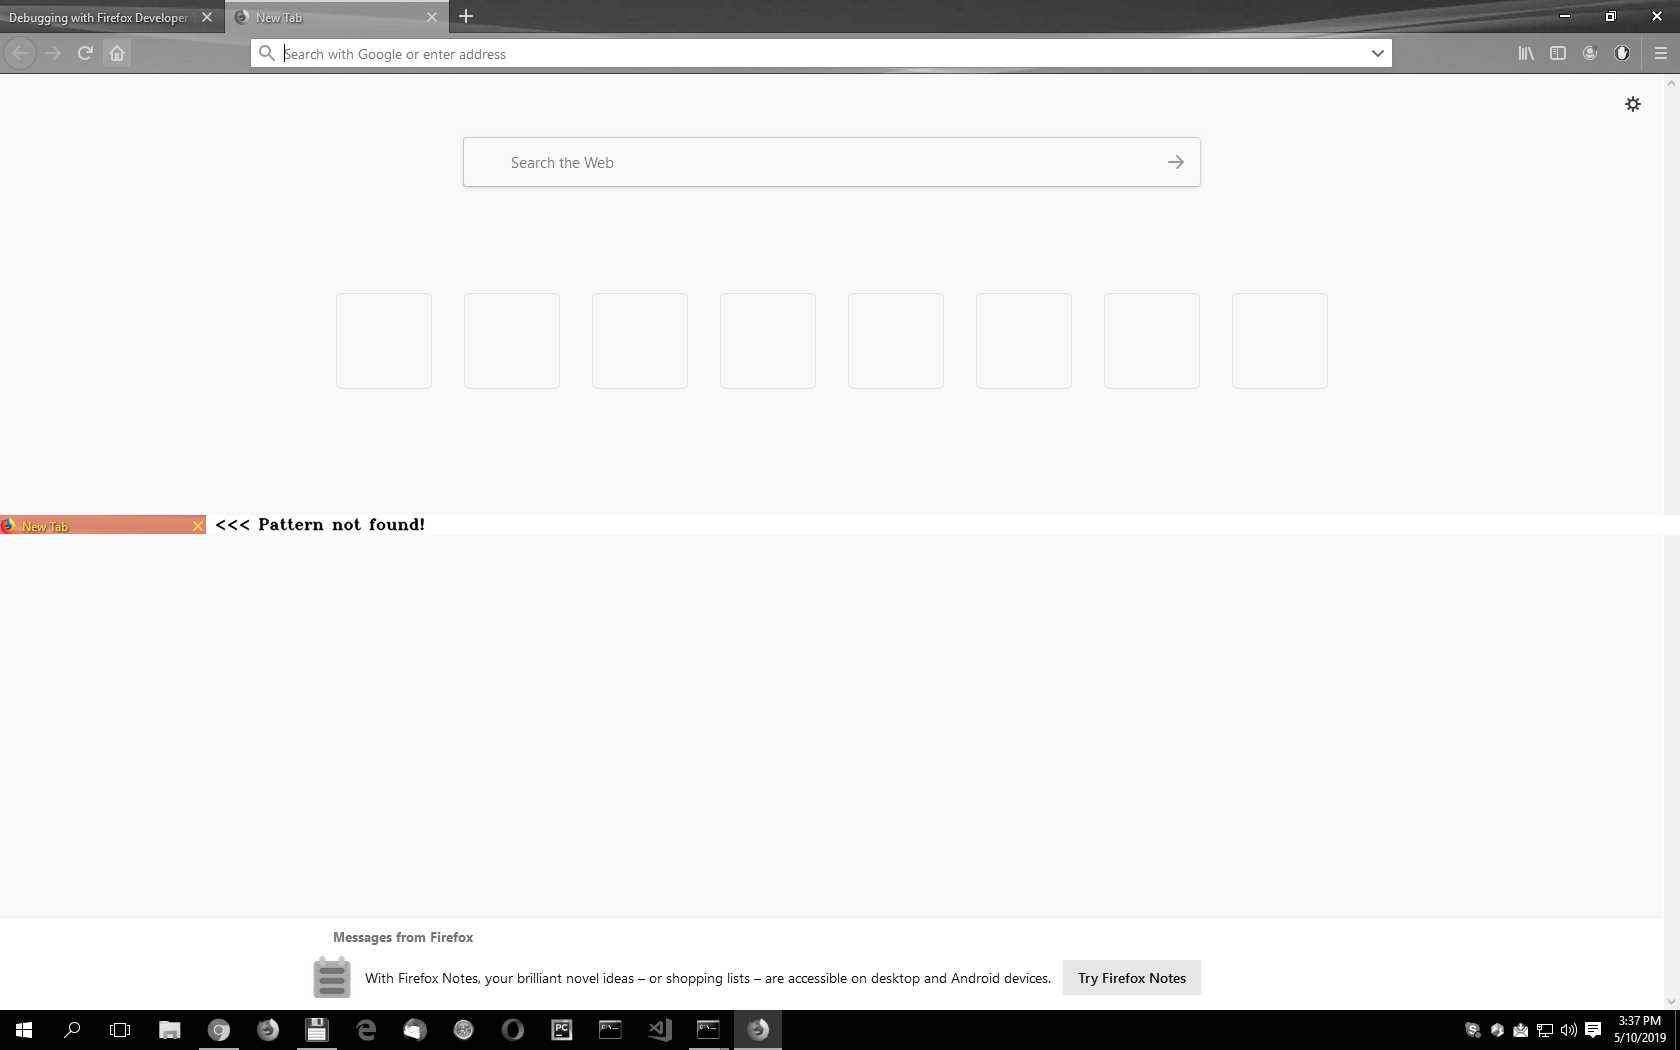 Debugging with Firefox Developer
New Tab
Search with Google or enter address
Search the Web
New Tab
<<< Pattern not found!
Messages from Firefox
With Firefox Notes, your brilliant novel ideas – or shopping lists – are accessible on desktop and Android devices.
Try Firefox Notes
PC
3:37 PM
5/10/2019